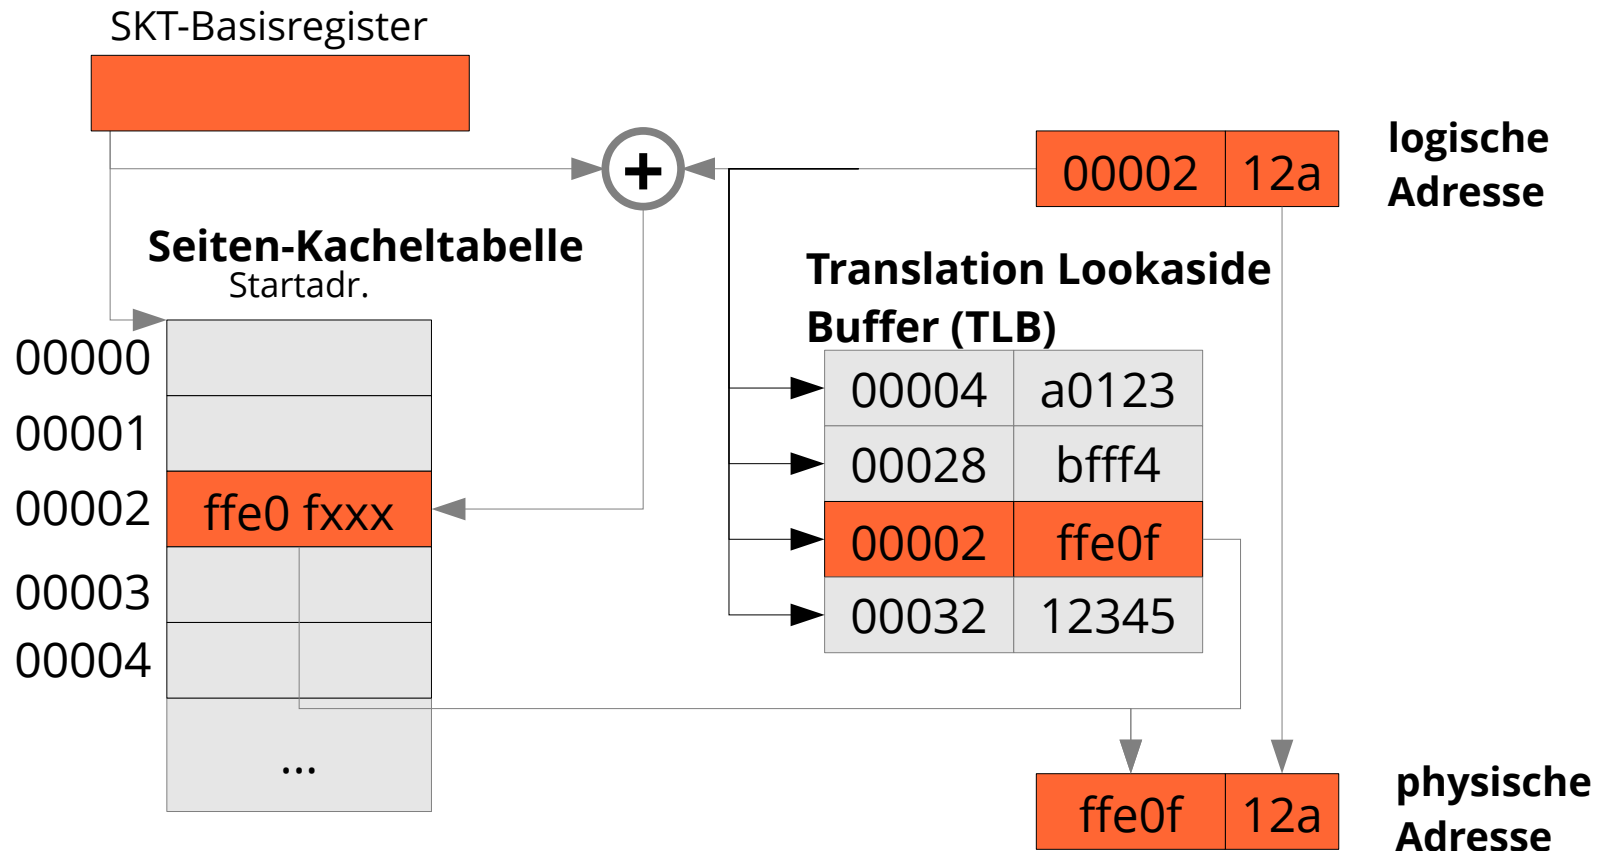 SKT-Basisregister
00002 12a
logische
Adresse
+
Seiten-Kacheltabelle
Startadr.
Translation Lookaside
Buffer (TLB)
00000
00001
00002 ffe0 fxxx
00003
00004
...
00004 a0123
00028 bfff4
00002 ffe0f
00032 12345
ffe0f 12a
physische
Adresse